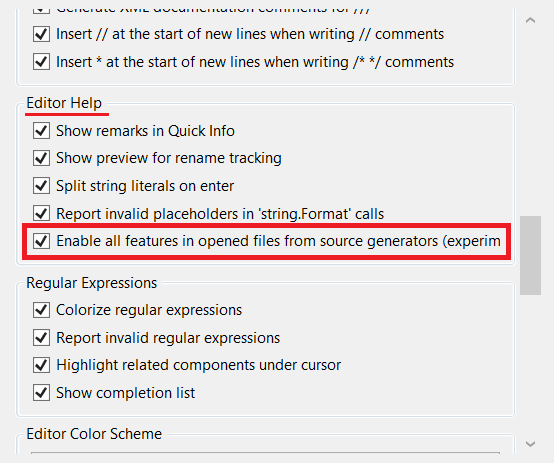 Generate XML documentation comments for ///
Insert // at the start of new lines when writing // comments
Insert * at the start of new lines when writing /* */ comments
Editor Help
Show remarks in Quick Info
Show preview for rename tracking
Split string literals on enter
Report invalid placeholders in 'string.Format' calls
Enable all features in opened files from source generators (experim
Regular Expressions
Colorize regular expressions
Report invalid regular expressions
Highlight related components under cursor
Show completion list
Editor Color Scheme